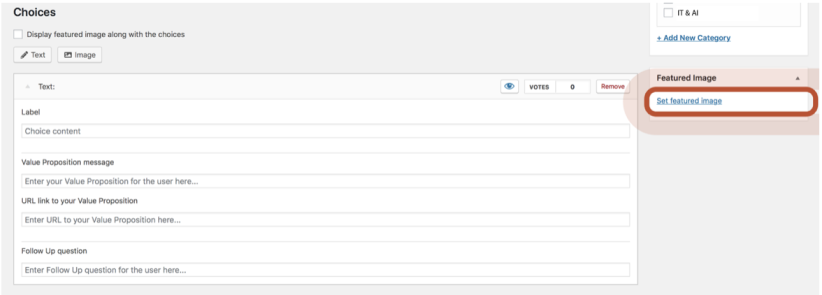 Choices
Display featured image along with the choices
Text
Image
Text:
VOTES
0
Remove
Label
Choice content
Value Proposition message
Enter your Value Proposition for the user here...
URL link to your Value Proposition
Enter URL to your Value Proposition here...
Follow Up question
Enter Follow Up question for the user here...
IT & AI
+ Add New Category
Featured Image
Set featured image